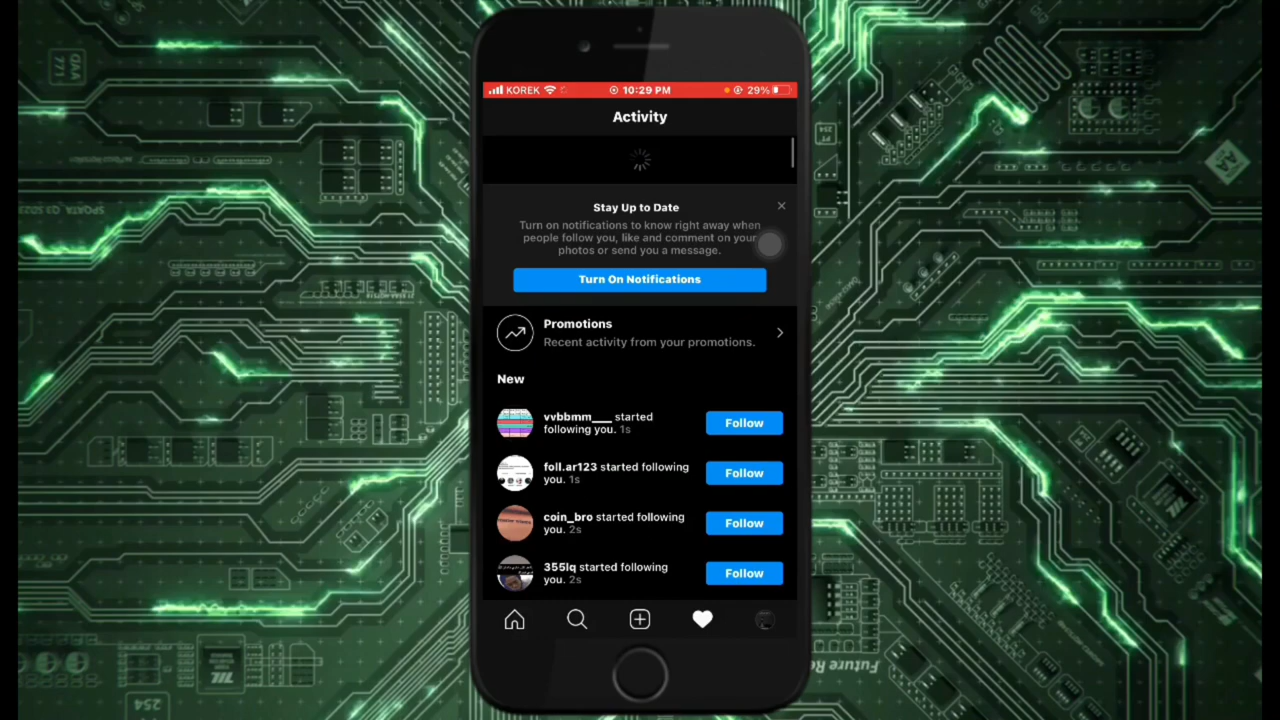 KOREK
10:29 PM
29%
Activity
Stay Up to Date
Turn on notifications to know right away when
people follow you, like and comment on your
photos or send you a message.
Turn On Notifications
Promotions
Recent activity from your promotions.
New
vvbbmm____ started
following you. 1s
Follow
foll.ar123 started following
you. 1s
Follow
coin_bro started following
you. 2s
Follow
355lq started following
you. 2s
Follow
254
254